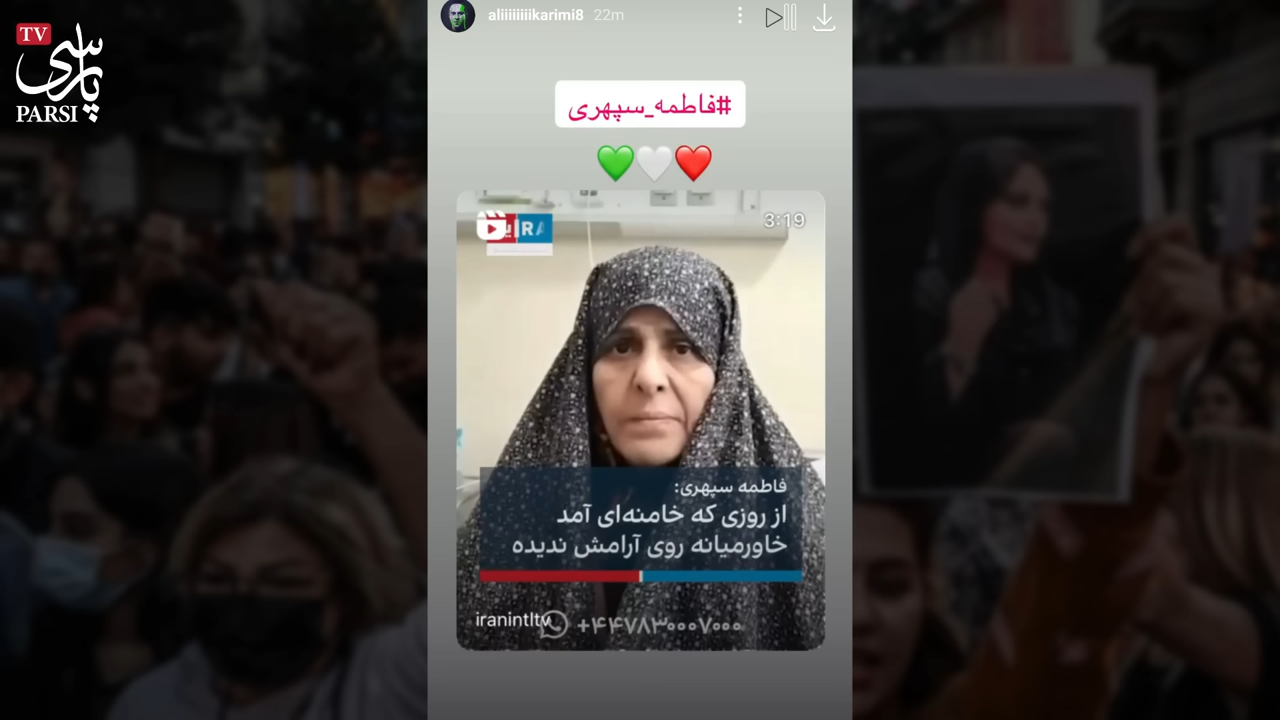 TV
پارسی
PARSI
aliiiiiiiikarimi8 22m
#فاطمه_سپهری
3:19
فاطمه سپهری:
از روزی که خامنه‌ای آمد
خاورمیانه روی آرامش ندیده
iranintltv
+۴۴۷۸۳۰۰۰۷۰۰۰